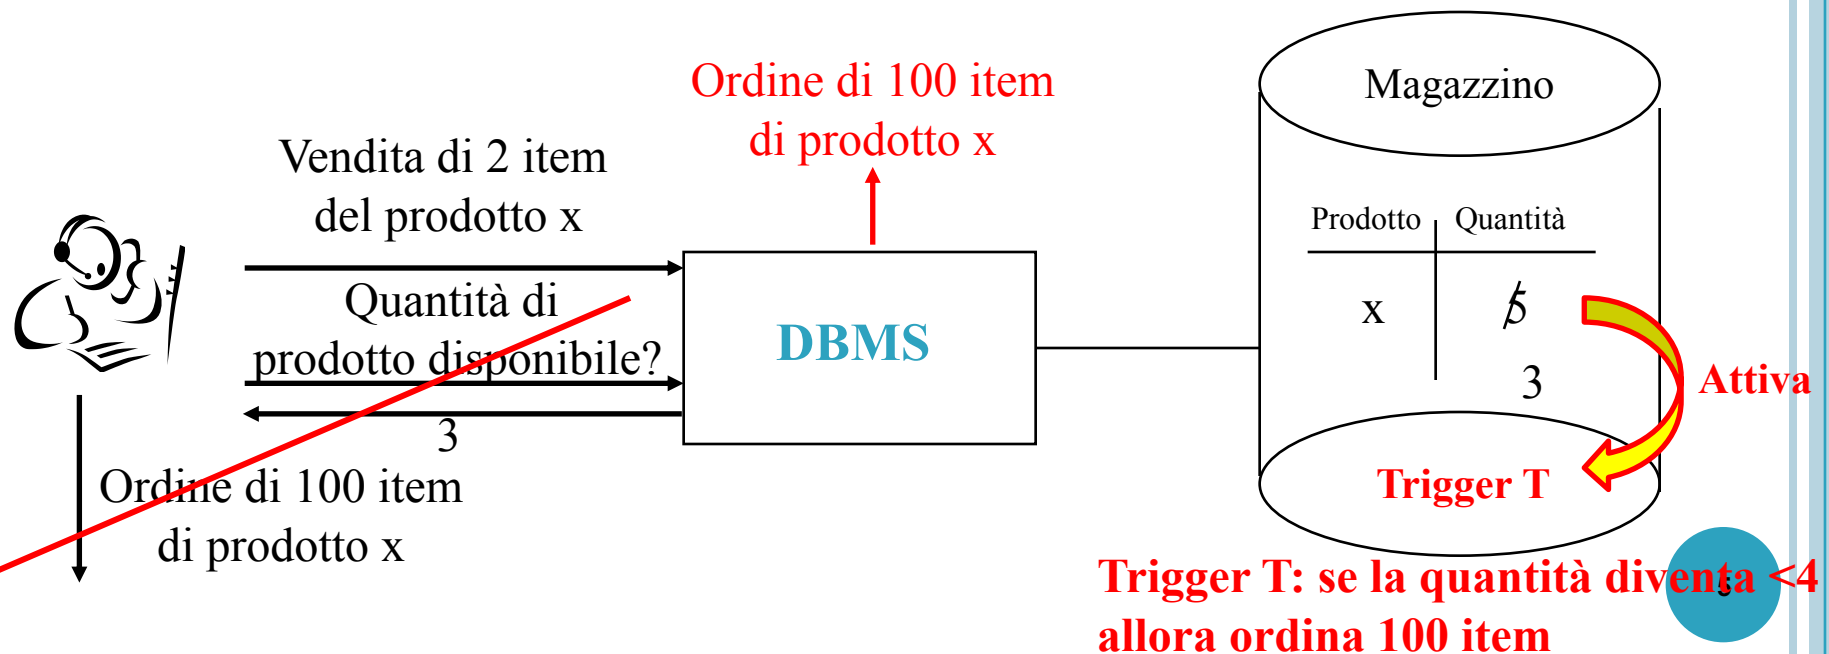 Ordine di 100 item
di prodotto x
Vendita di 2 item
del prodotto x
Quantità di
prodotto disponibile?
3
Ordine di 100 item
di prodotto x
DBMS
Magazzino
Prodotto Quantità
x 5
3
Attiva
Trigger T
Trigger T: se la quantità diventa <4
allora ordina 100 item